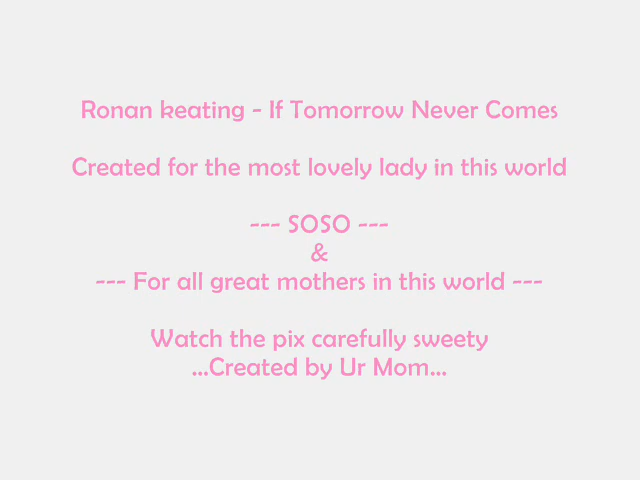 Ronan keating - If Tomorrow Never Comes
Created for the most lovely lady in this world
--- SOSO ---
&
--- For all great mothers in this world ---
Watch the pix carefully sweety
...Created by Ur Mom...